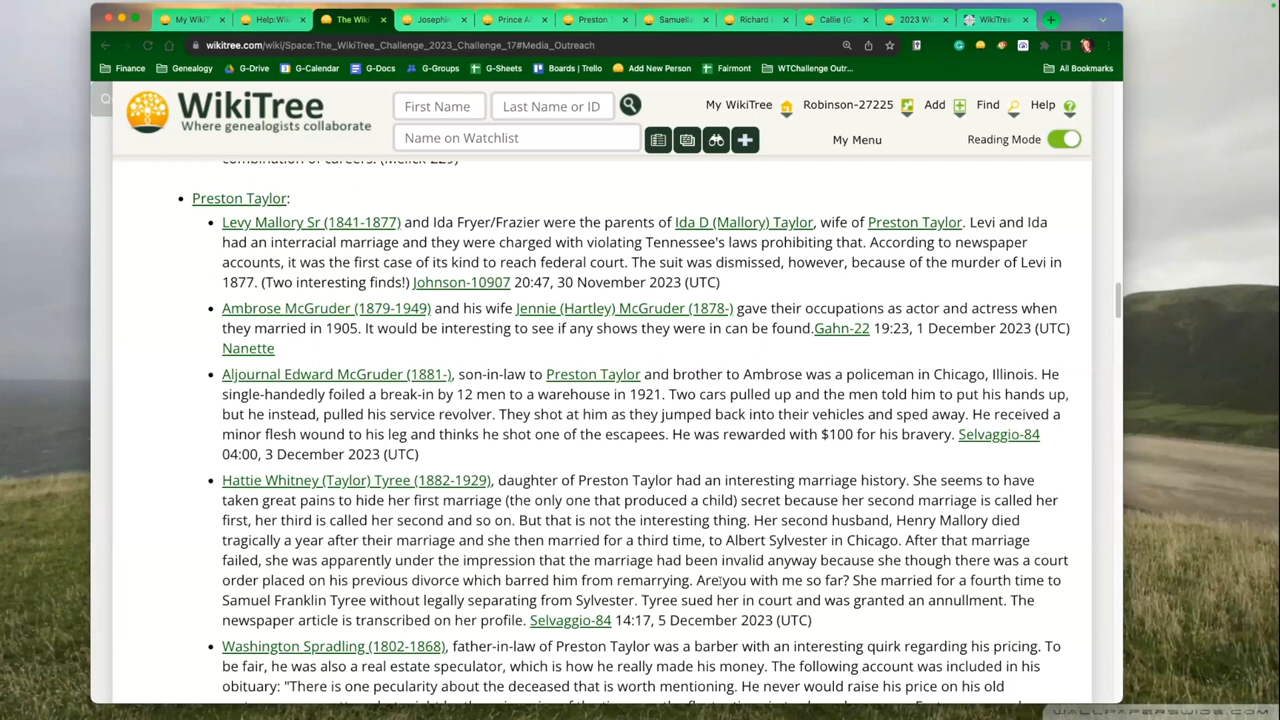 My WikiT
Help:Wiki
The Wiki
Josephin
Prince Al
Preston
Samuella
Richard
Callie (G
2023 Wi
WikiTree
wikitree.com/wiki/Space:The_WikiTree_Challenge_2023_Challenge_17#Media_Outreach
Finance
Genealogy
G-Drive
G-Calendar
G-Docs
G-Groups
G-Sheets
Boards | Trello
Add New Person
Fairmont
WTChallenge Outr...
All Bookmarks
WikiTree
Where genealogists collaborate
First Name
Last Name or ID
My WikiTree
Robinson-27225
Add
Find
Help
Name on Watchlist
My Menu
Reading Mode
combination of careers. (Melick-229)
Preston Taylor:
Levy Mallory Sr (1841-1877) and Ida Fryer/Frazier were the parents of Ida D (Mallory) Taylor, wife of Preston Taylor. Levi and Ida
had an interracial marriage and they were charged with violating Tennessee's laws prohibiting that. According to newspaper
accounts, it was the first case of its kind to reach federal court. The suit was dismissed, however, because of the murder of Levi in
1877. (Two interesting finds!) Johnson-10907 20:47, 30 November 2023 (UTC)
Ambrose McGruder (1879-1949) and his wife Jennie (Hartley) McGruder (1878-) gave their occupations as actor and actress when
they married in 1905. It would be interesting to see if any shows they were in can be found.Gahn-22 19:23, 1 December 2023 (UTC)
Nanette
Aljournal Edward McGruder (1881-), son-in-law to Preston Taylor and brother to Ambrose was a policeman in Chicago, Illinois. He
single-handedly foiled a break-in by 12 men to a warehouse in 1921. Two cars pulled up and the men told him to put his hands up,
but he instead, pulled his service revolver. They shot at him as they jumped back into their vehicles and sped away. He received a
minor flesh wound to his leg and thinks he shot one of the escapees. He was rewarded with $100 for his bravery. Selvaggio-84
04:00, 3 December 2023 (UTC)
Hattie Whitney (Taylor) Tyree (1882-1929), daughter of Preston Taylor had an interesting marriage history. She seems to have
taken great pains to hide her first marriage (the only one that produced a child) secret because her second marriage is called her
first, her third is called her second and so on. But that is not the interesting thing. Her second husband, Henry Mallory died
tragically a year after their marriage and she then married for a third time, to Albert Sylvester in Chicago. After that marriage
failed, she was apparently under the impression that the marriage had been invalid anyway because she though there was a court
order placed on his previous divorce which barred him from remarrying. Are you with me so far? She married for a fourth time to
Samuel Franklin Tyree without legally separating from Sylvester. Tyree sued her in court and was granted an annullment. The
newspaper article is transcribed on her profile. Selvaggio-84 14:17, 5 December 2023 (UTC)
Washington Spradling (1802-1868), father-in-law of Preston Taylor was a barber with an interesting quirk regarding his pricing. To
be fair, he was also a real estate speculator, which is how he really made his money. The following account was included in his
obituary: "There is one pecularity about the deceased that is worth mentioning. He never would raise his price on his old
WALLPAPERSWIDE.COM